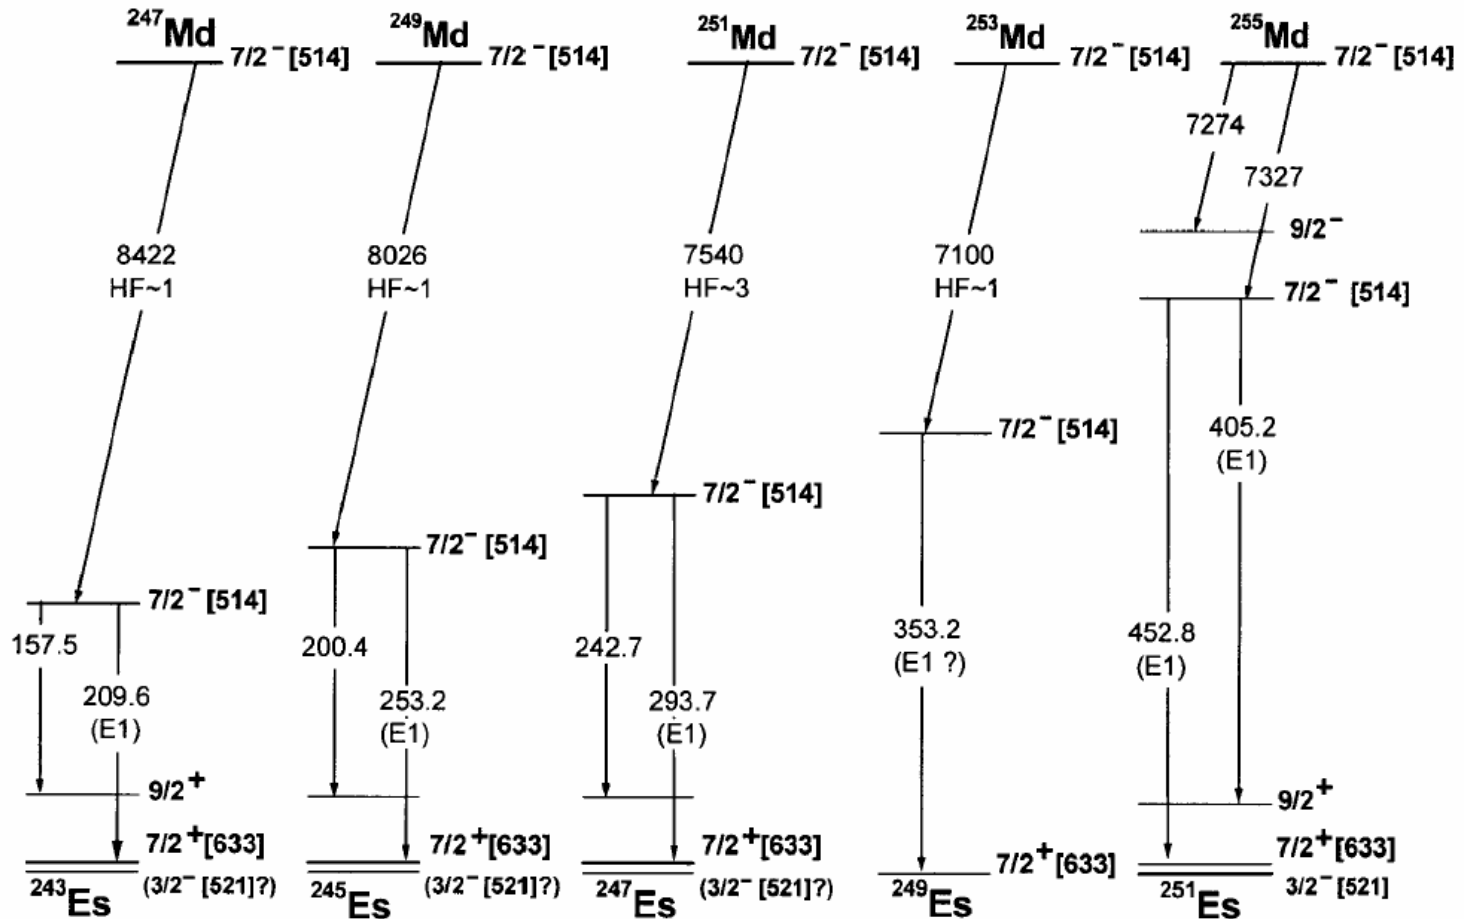 ²⁴⁷Md
7/2⁻[514]
8422
HF~1
7/2⁻[514]
157.5
209.6
(E1)
9/2⁺
7/2⁺[633]
(3/2⁻[521]?)
²⁴³Es
²⁴⁹Md
7/2⁻[514]
8026
HF~1
7/2⁻[514]
200.4
253.2
(E1)
7/2⁺[633]
(3/2⁻[521]?)
²⁴⁵Es
²⁵¹Md
7/2⁻[514]
7540
HF~3
7/2⁻[514]
242.7
293.7
(E1)
7/2⁺[633]
(3/2⁻[521]?)
²⁴⁷Es
²⁵³Md
7/2⁻[514]
7100
HF~1
7/2⁻[514]
353.2
(E1 ?)
7/2⁺[633]
²⁴⁹Es
²⁵⁵Md
7/2⁻[514]
7274
7327
9/2⁻
7/2⁻ [514]
405.2
(E1)
452.8
(E1)
9/2⁺
7/2⁺[633]
3/2⁻[521]
²⁵¹Es